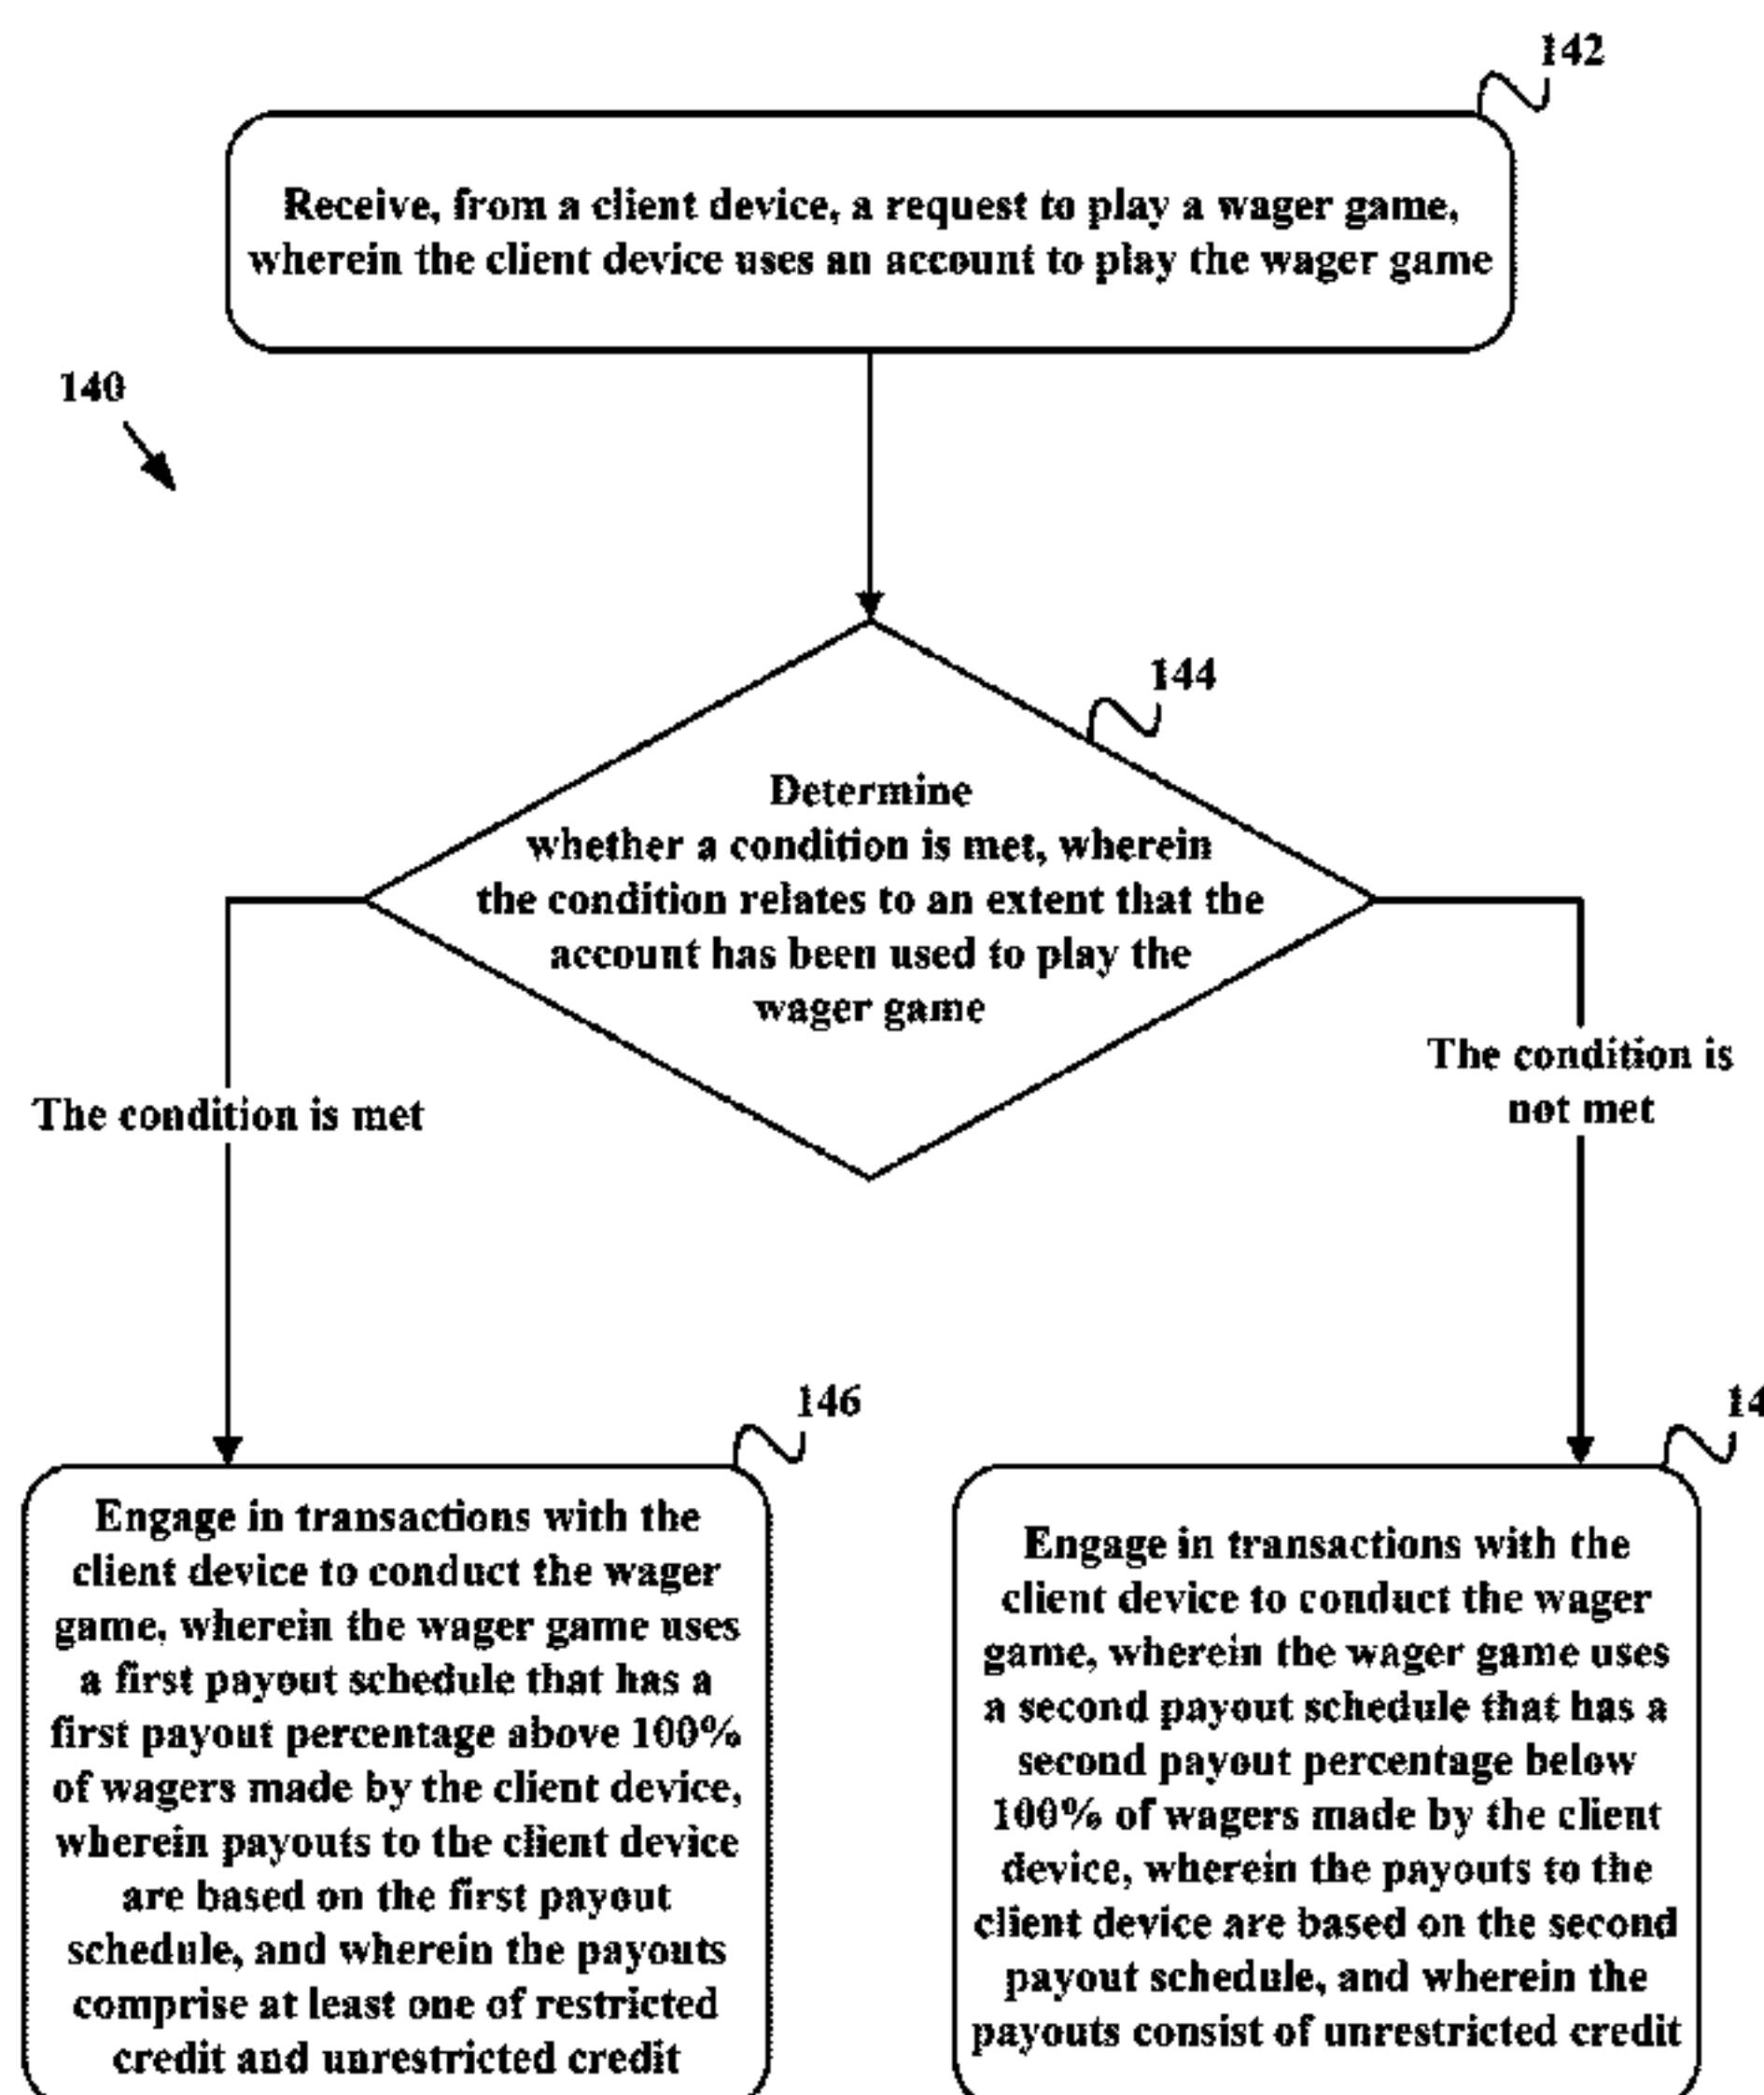 142
Receive, from a client device, a request to play a wager game,
wherein the client device uses an account to play the wager game
140
144
Determine
whether a condition is met, wherein
the condition relates to an extent that the
account has been used to play the
wager game
The condition is met
The condition is
not met
146
Engage in transactions with the
client device to conduct the wager
game, wherein the wager game uses
a first payout schedule that has a
first payout percentage above 100%
of wagers made by the client device,
wherein payouts to the client device
are based on the first payout
schedule, and wherein the payouts
comprise at least one of restricted
credit and unrestricted credit
Engage in transactions with the
client device to conduct the wager
game, wherein the wager game uses
a second payout schedule that has a
second payout percentage below
100% of wagers made by the client
device, wherein the payouts to the
client device are based on the second
payout schedule, and wherein the
payouts consist of unrestricted credit